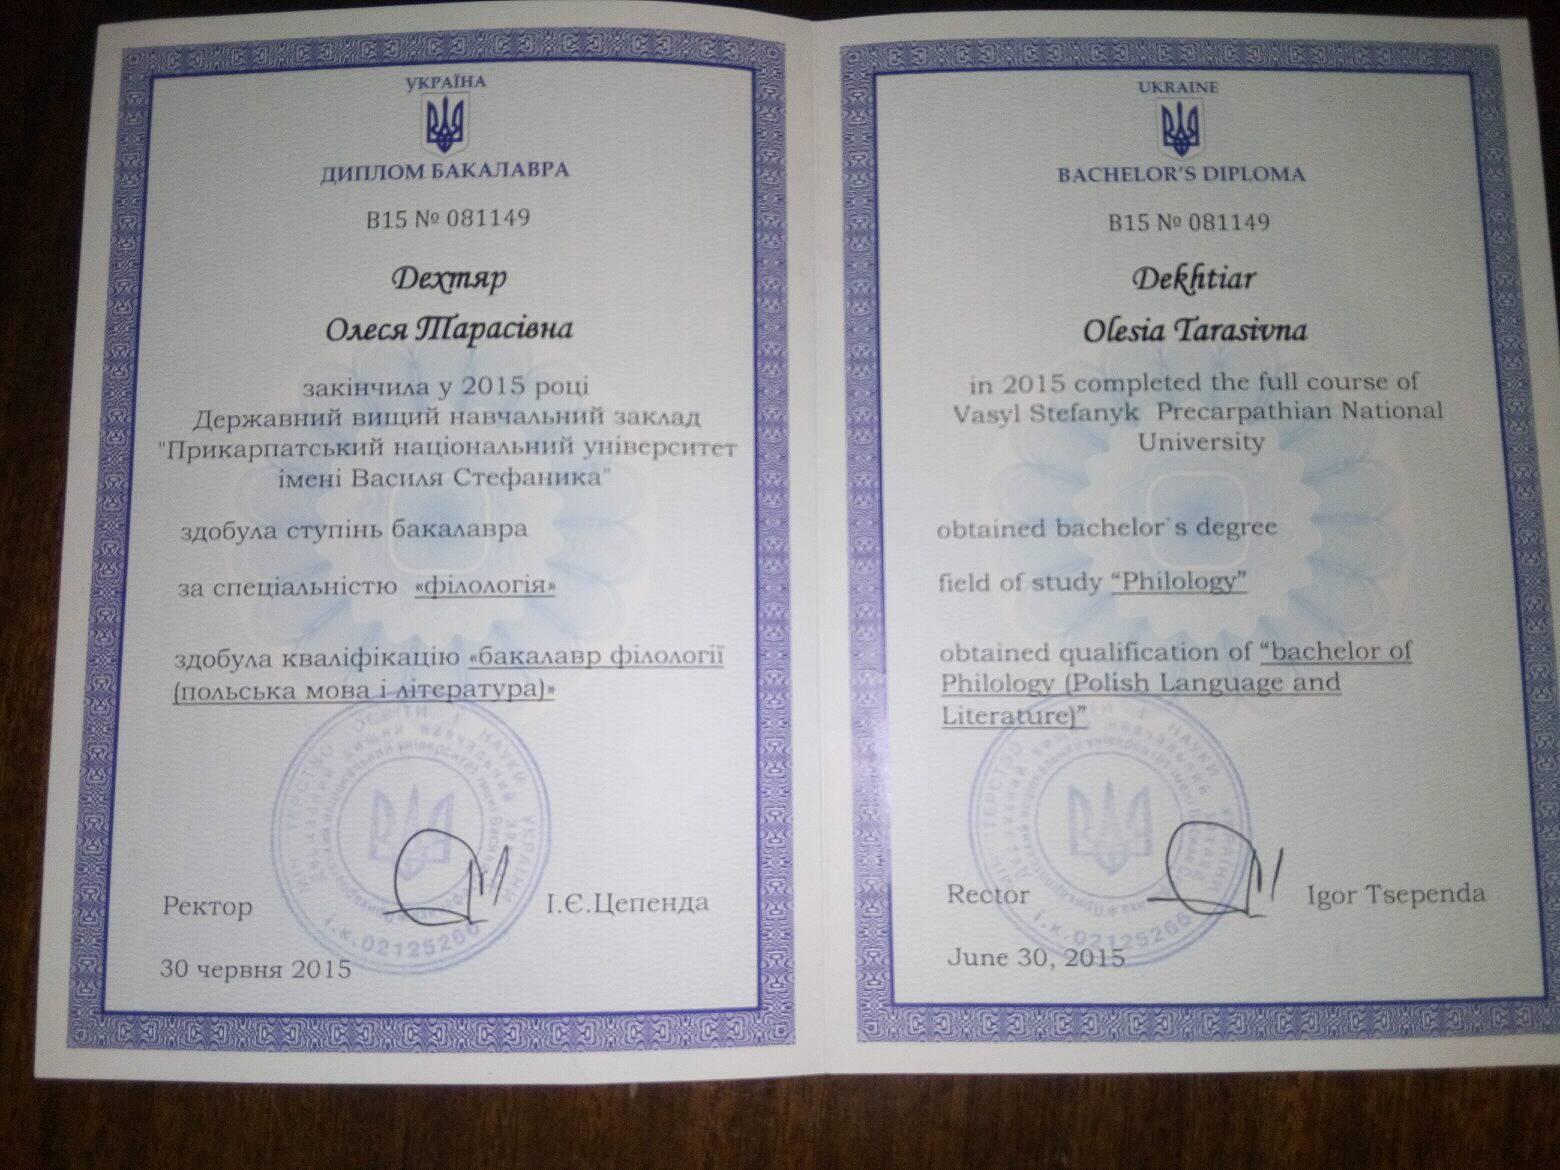 УКРАЇНА
ДИПЛОМ БАКАЛАВРА
В15 № 081149
Дехтяр
Олеся Тарасівна
закінчила у 2015 році
Державний вищий навчальний заклад
"Прикарпатський національний університет
імені Василя Стефаника"
здобула ступінь бакалавра
за спеціальністю «філологія»
здобула кваліфікацію «бакалавр філології
(польська мова і література)»
Ректор
І.Є.Цепенда
30 червня 2015
і.к.02125266
UKRAINE
BACHELOR'S DIPLOMA
B15 № 081149
Dekhtiar
Olesia Tarasivna
in 2015 completed the full course of
Vasyl Stefanyk Precarpathian National
University
obtained bachelor`s degree
field of study “Philology”
obtained qualification of “bachelor of
Philology (Polish Language and
Literature)”
Rector
Igor Tsependa
June 30, 2015
і.к.02125266